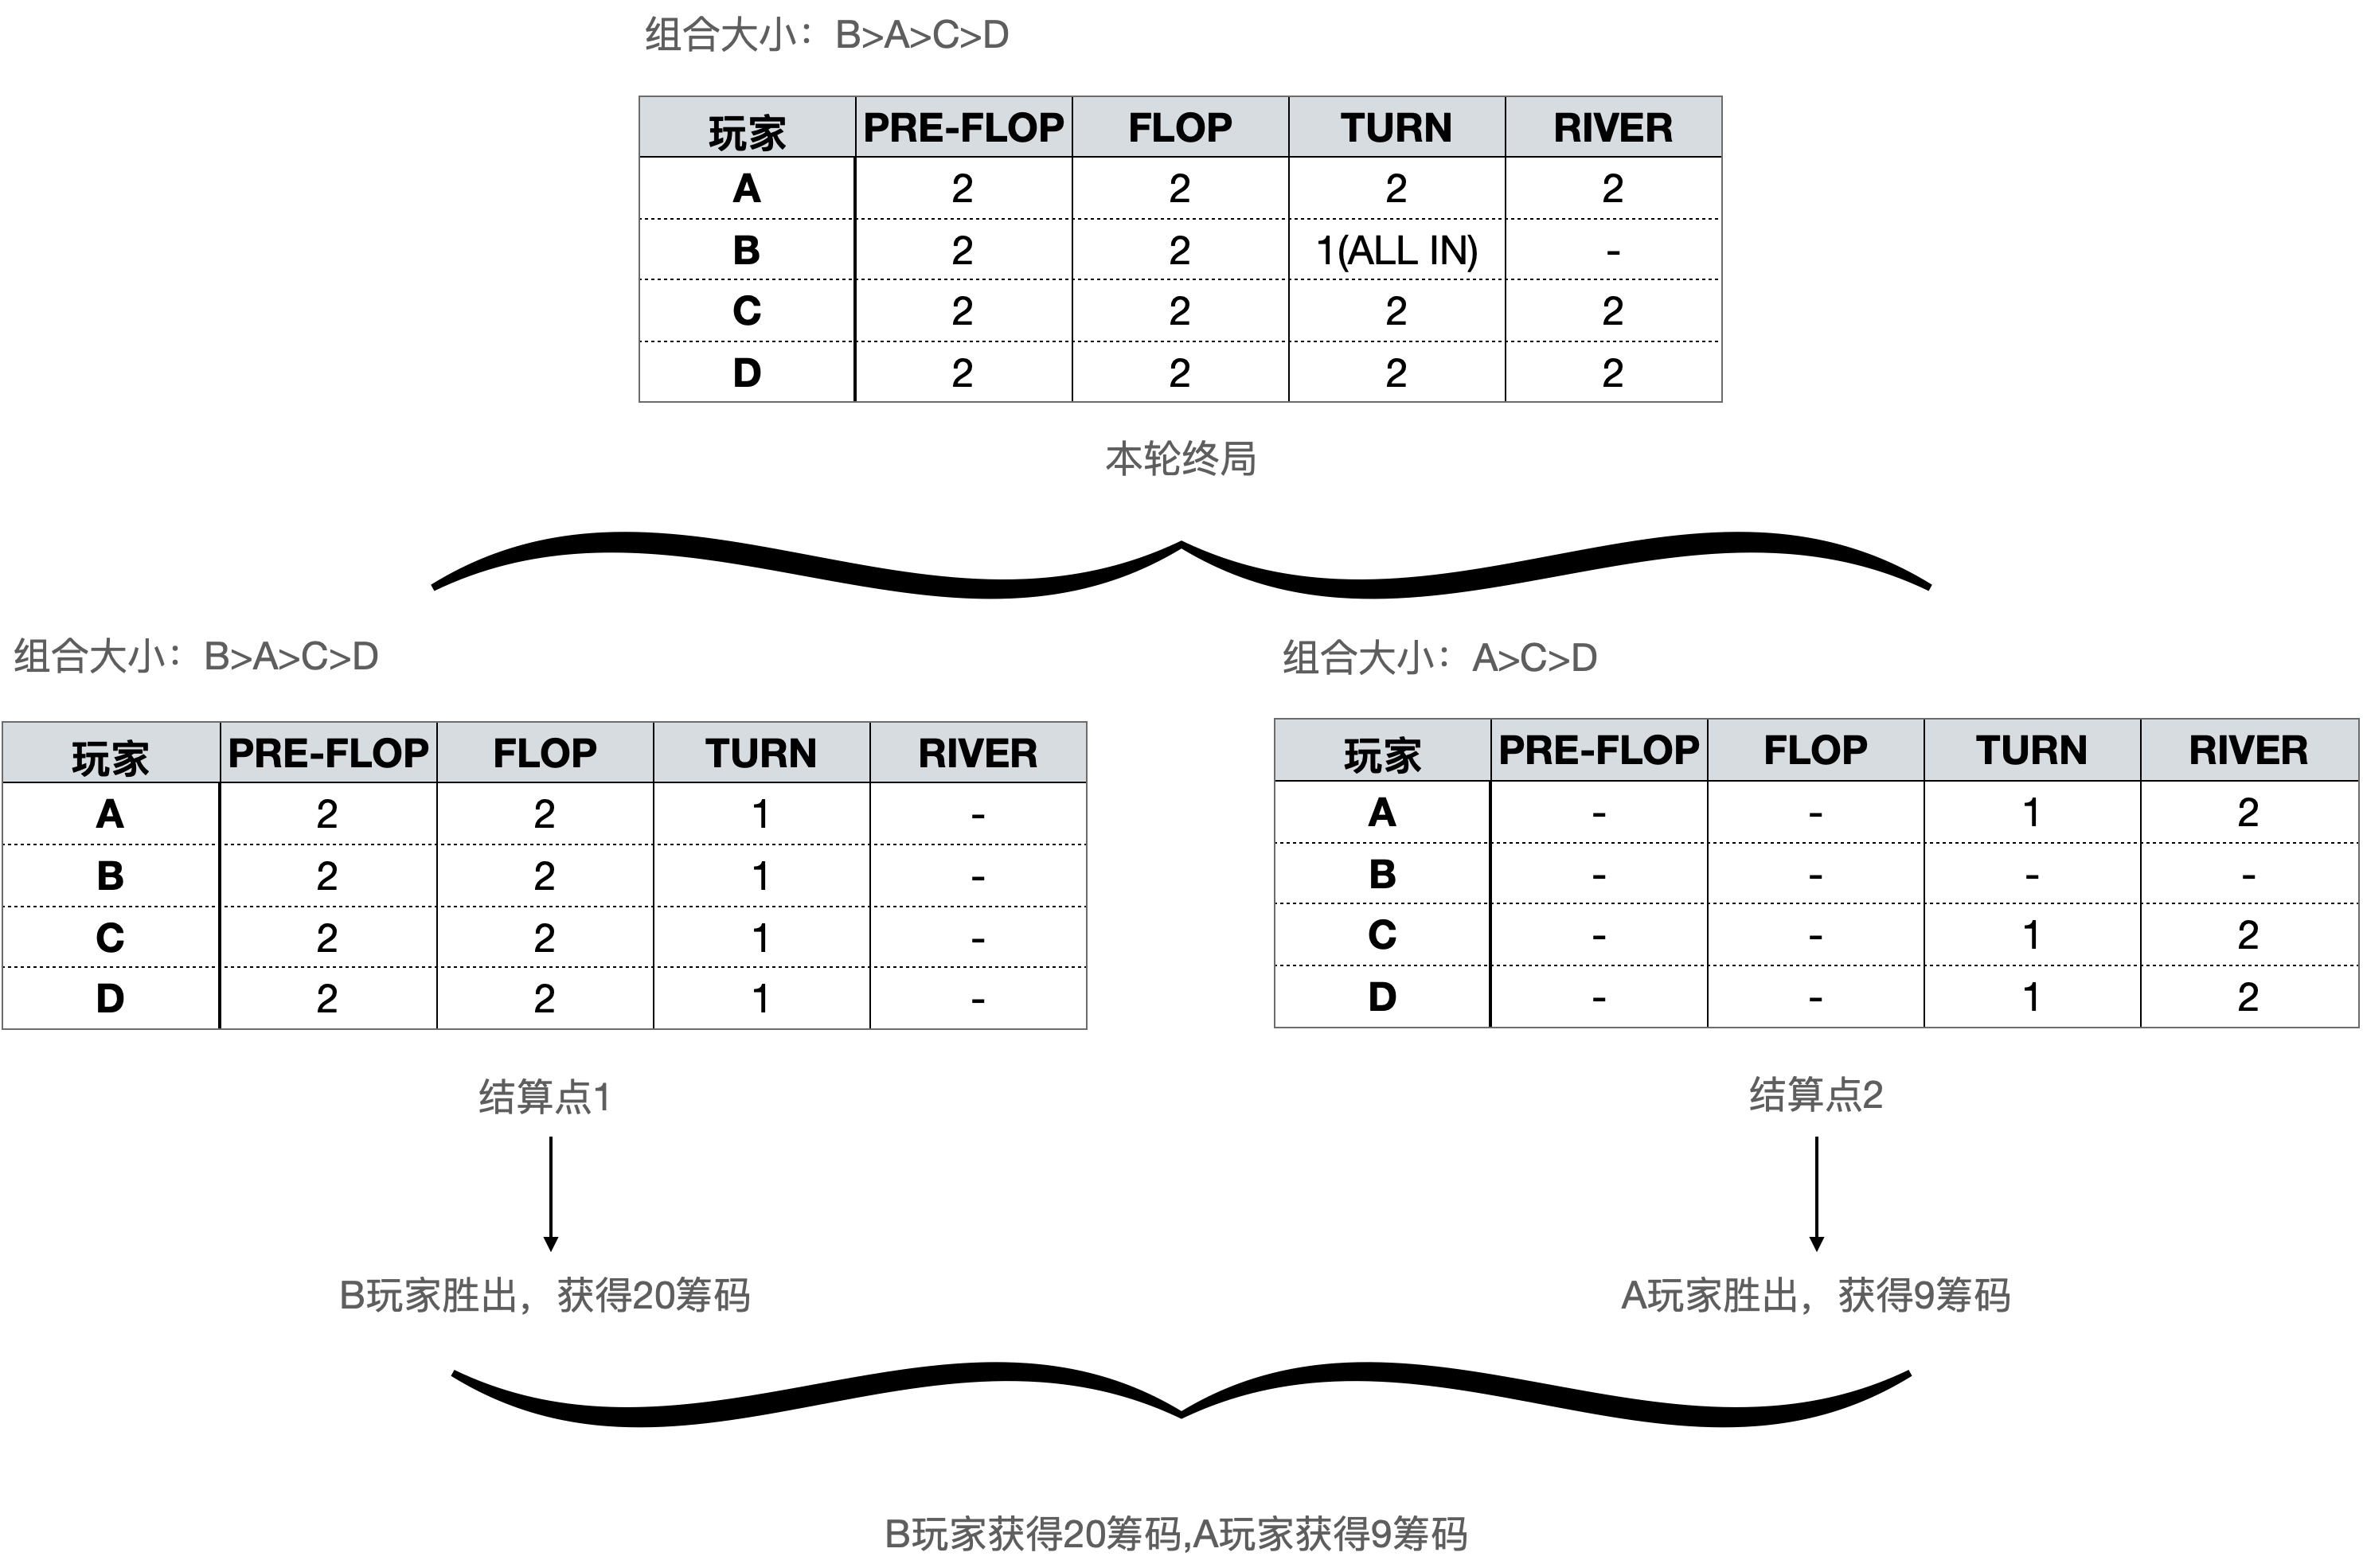 组合大小：B>A>C>D
玩家 PRE-FLOP FLOP TURN RIVER
A 2 2 2 2
B 2 2 1(ALL IN) -
C 2 2 2 2
D 2 2 2 2
本轮终局
组合大小：B>A>C>D
玩家 PRE-FLOP FLOP TURN RIVER
A 2 2 1 -
B 2 2 1 -
C 2 2 1 -
D 2 2 1 -
结算点1
B玩家胜出，获得20筹码
组合大小：A>C>D
玩家 PRE-FLOP FLOP TURN RIVER
A - - 1 2
B - - - -
C - - 1 2
D - - 1 2
结算点2
A玩家胜出，获得9筹码
B玩家获得20筹码,A玩家获得9筹码